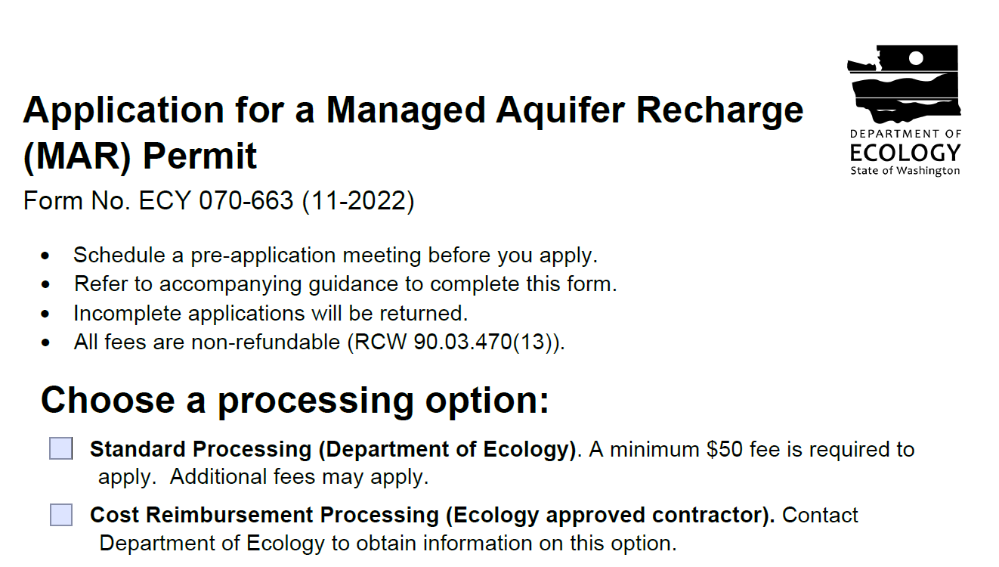 DEPARTMENT OF
ECOLOGY
State of Washington
Application for a Managed Aquifer Recharge
(MAR) Permit
Form No. ECY 070-663 (11-2022)
• Schedule a pre-application meeting before you apply.
• Refer to accompanying guidance to complete this form.
• Incomplete applications will be returned.
• All fees are non-refundable (RCW 90.03.470(13)).
Choose a processing option:
Standard Processing (Department of Ecology). A minimum $50 fee is required to
apply.  Additional fees may apply.
Cost Reimbursement Processing (Ecology approved contractor). Contact
Department of Ecology to obtain information on this option.